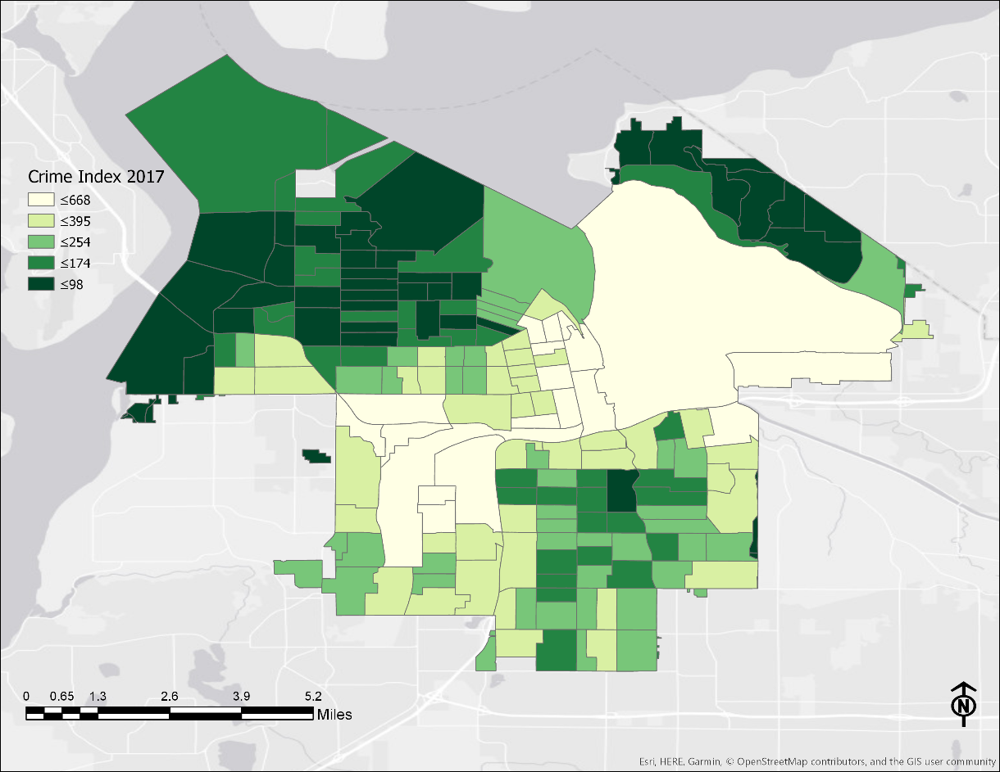 Crime Index 2017
≤668
≤395
≤254
≤174
≤98
0 0.65 1.3 2.6 3.9 5.2
Miles
N
Esri, HERE, Garmin, © OpenStreetMap contributors, and the GIS user community